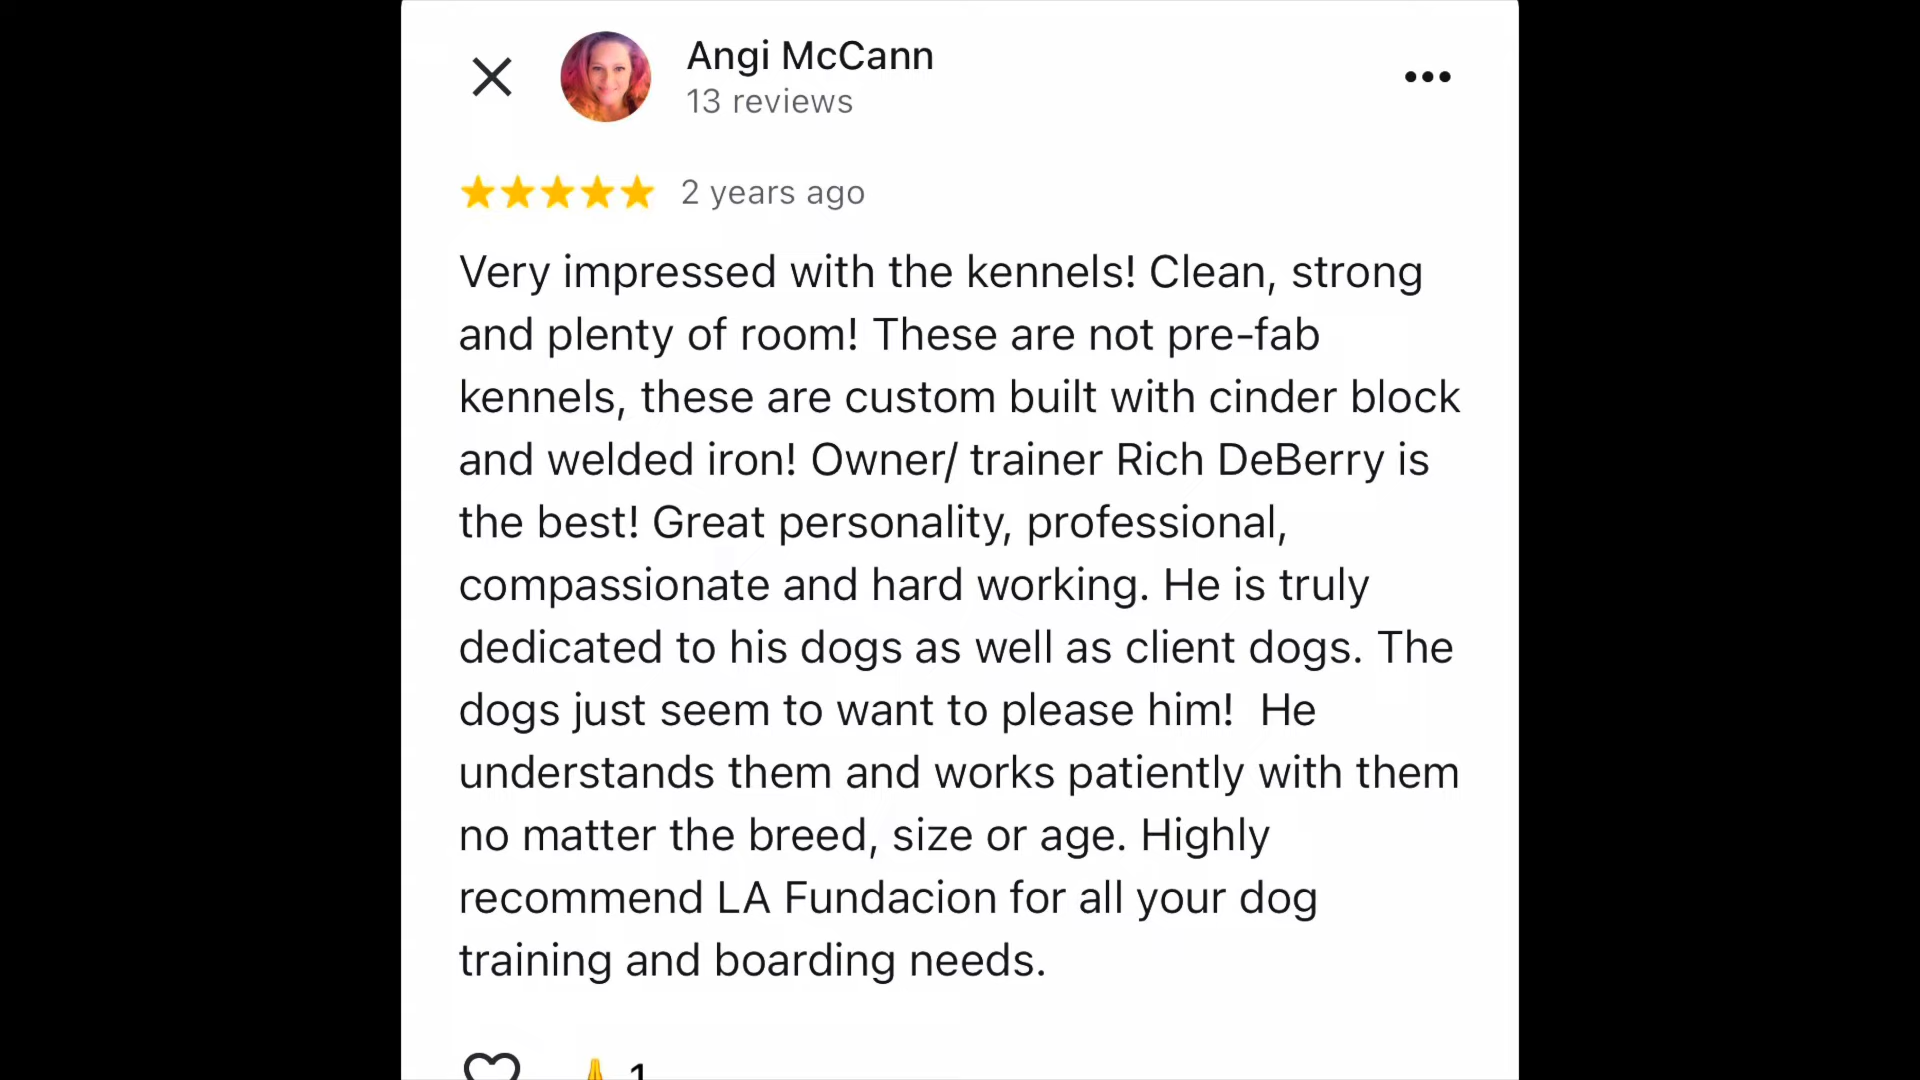 Angi McCann
13 reviews
2 years ago
Very impressed with the kennels! Clean, strong
and plenty of room! These are not pre-fab
kennels, these are custom built with cinder block
and welded iron! Owner/ trainer Rich DeBerry is
the best! Great personality, professional,
compassionate and hard working. He is truly
dedicated to his dogs as well as client dogs. The
dogs just seem to want to please him!  He
understands them and works patiently with them
no matter the breed, size or age. Highly
recommend LA Fundacion for all your dog
training and boarding needs.
1